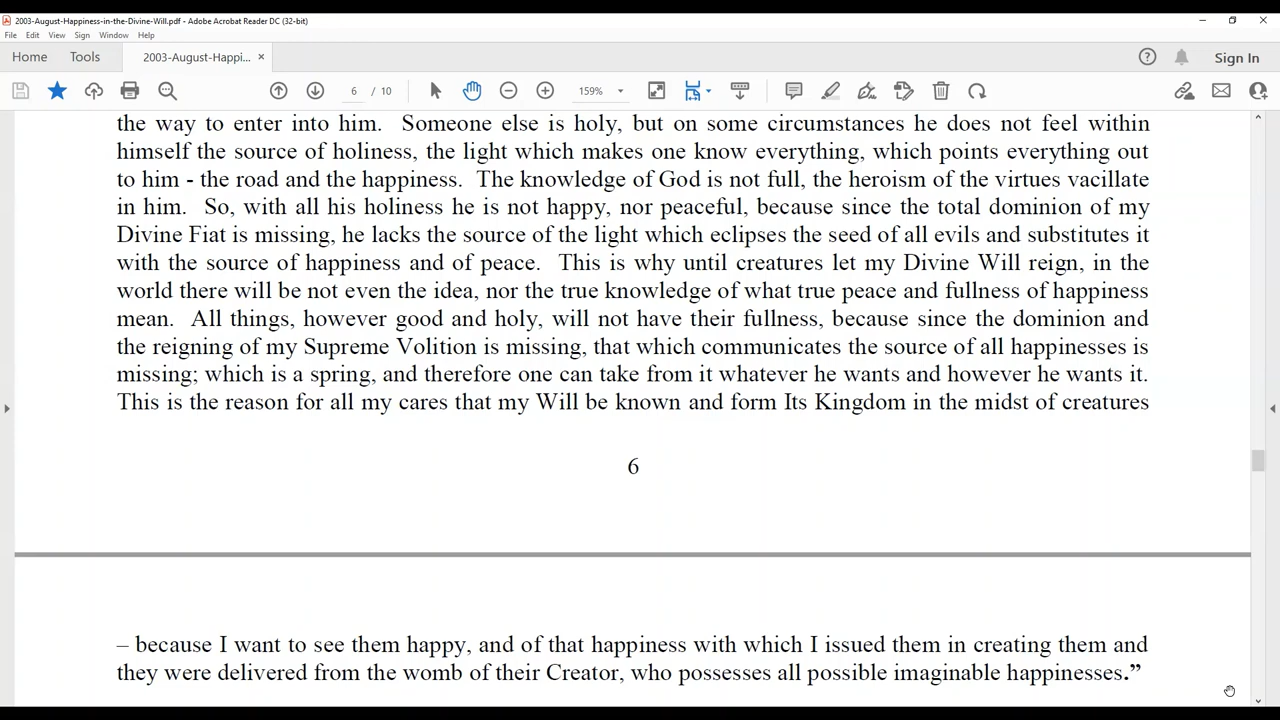 2003-August-Happiness-in-the-Divine-Will.pdf - Adobe Acrobat Reader DC (32-bit)
File Edit View Sign Window Help
Home Tools 2003-August-Happi... × Sign In
6 / 10 159%
the way to enter into him. Someone else is holy, but on some circumstances he does not feel within
himself the source of holiness, the light which makes one know everything, which points everything out
to him - the road and the happiness. The knowledge of God is not full, the heroism of the virtues vacillate
in him. So, with all his holiness he is not happy, nor peaceful, because since the total dominion of my
Divine Fiat is missing, he lacks the source of the light which eclipses the seed of all evils and substitutes it
with the source of happiness and of peace. This is why until creatures let my Divine Will reign, in the
world there will be not even the idea, nor the true knowledge of what true peace and fullness of happiness
mean. All things, however good and holy, will not have their fullness, because since the dominion and
the reigning of my Supreme Volition is missing, that which communicates the source of all happinesses is
missing; which is a spring, and therefore one can take from it whatever he wants and however he wants it.
This is the reason for all my cares that my Will be known and form Its Kingdom in the midst of creatures
6
– because I want to see them happy, and of that happiness with which I issued them in creating them and
they were delivered from the womb of their Creator, who possesses all possible imaginable happinesses.”